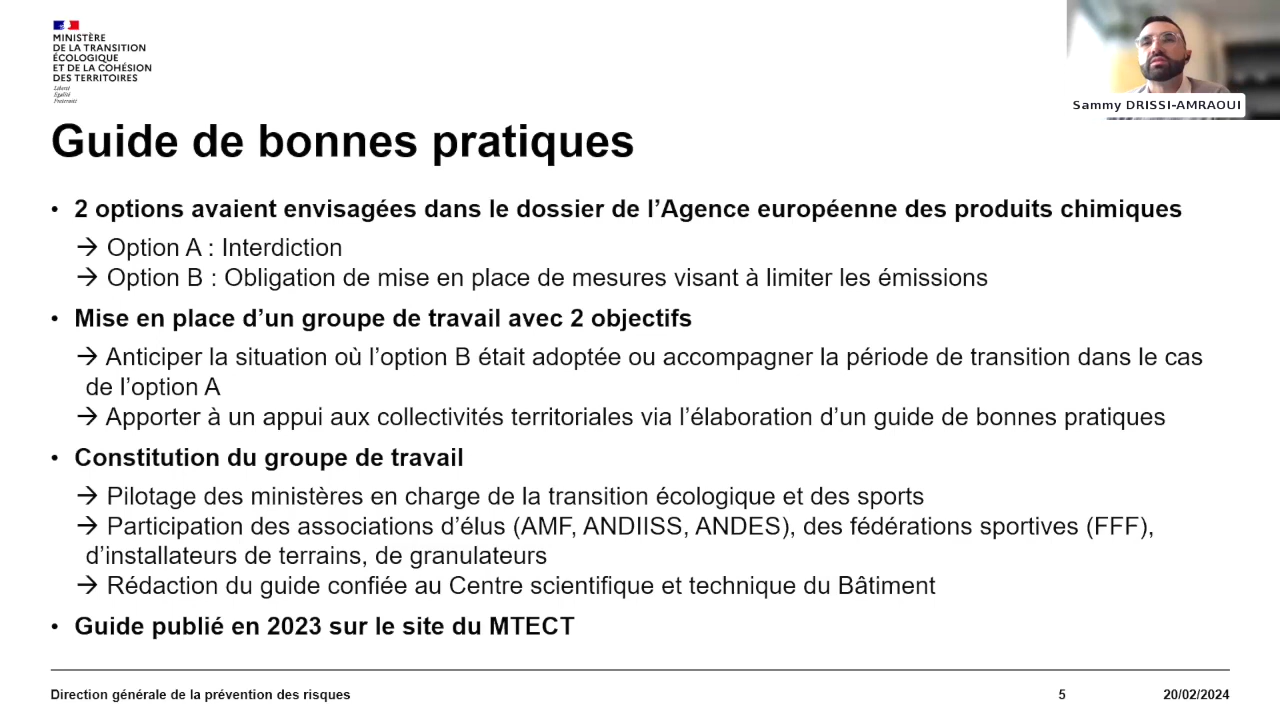 MINISTÈRE
DE LA TRANSITION
ÉCOLOGIQUE
ET DE LA COHÉSION
DES TERRITOIRES
Liberté
Égalité
Fraternité
Sammy DRISSI-AMRAOUI
Guide de bonnes pratiques
• 2 options avaient envisagées dans le dossier de l’Agence européenne des produits chimiques
→ Option A : Interdiction
→ Option B : Obligation de mise en place de mesures visant à limiter les émissions
• Mise en place d’un groupe de travail avec 2 objectifs
→ Anticiper la situation où l’option B était adoptée ou accompagner la période de transition dans le cas
de l’option A
→ Apporter à un appui aux collectivités territoriales via l’élaboration d’un guide de bonnes pratiques
• Constitution du groupe de travail
→ Pilotage des ministères en charge de la transition écologique et des sports
→ Participation des associations d’élus (AMF, ANDIISS, ANDES), des fédérations sportives (FFF),
d’installateurs de terrains, de granulateurs
→ Rédaction du guide confiée au Centre scientifique et technique du Bâtiment
• Guide publié en 2023 sur le site du MTECT
Direction générale de la prévention des risques
5
20/02/2024